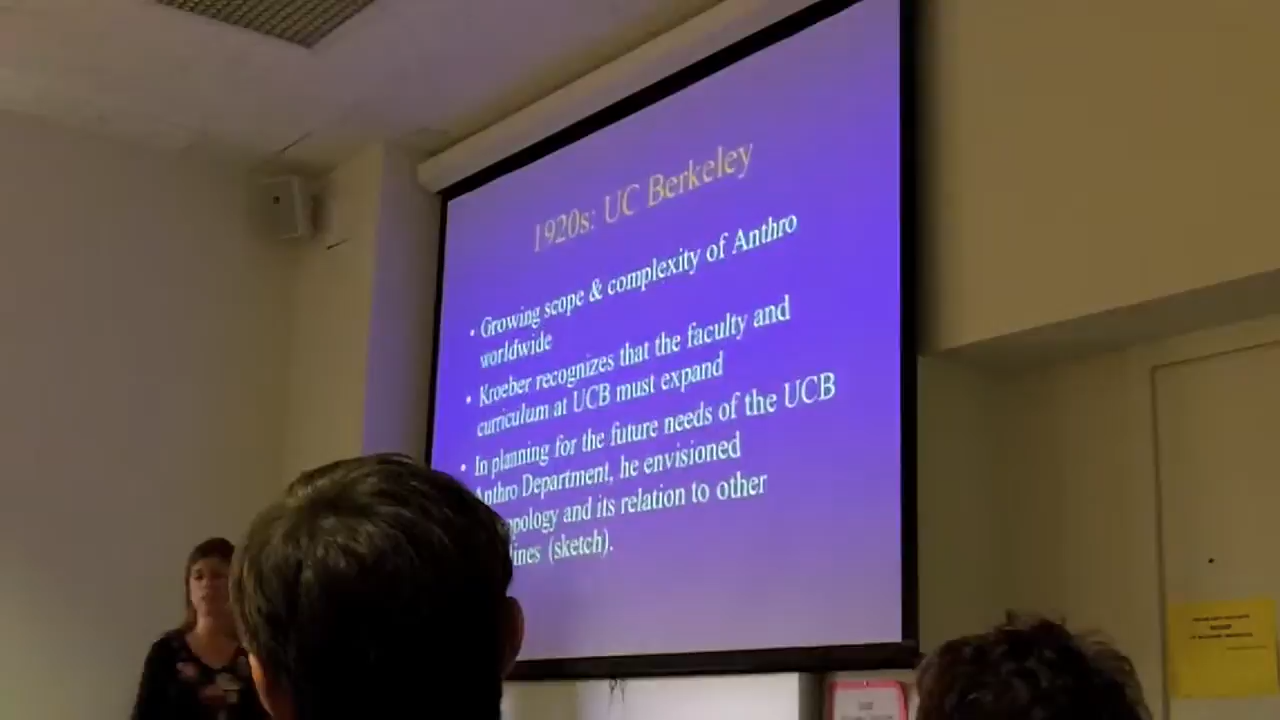 1920s: UC Berkeley
• Growing scope & complexity of Anthro
worldwide
• Kroeber recognizes that the faculty and
curriculum at UCB must expand
• In planning for the future needs of the UCB
Anthro Department, he envisioned
pology and its relation to other
lines (sketch).